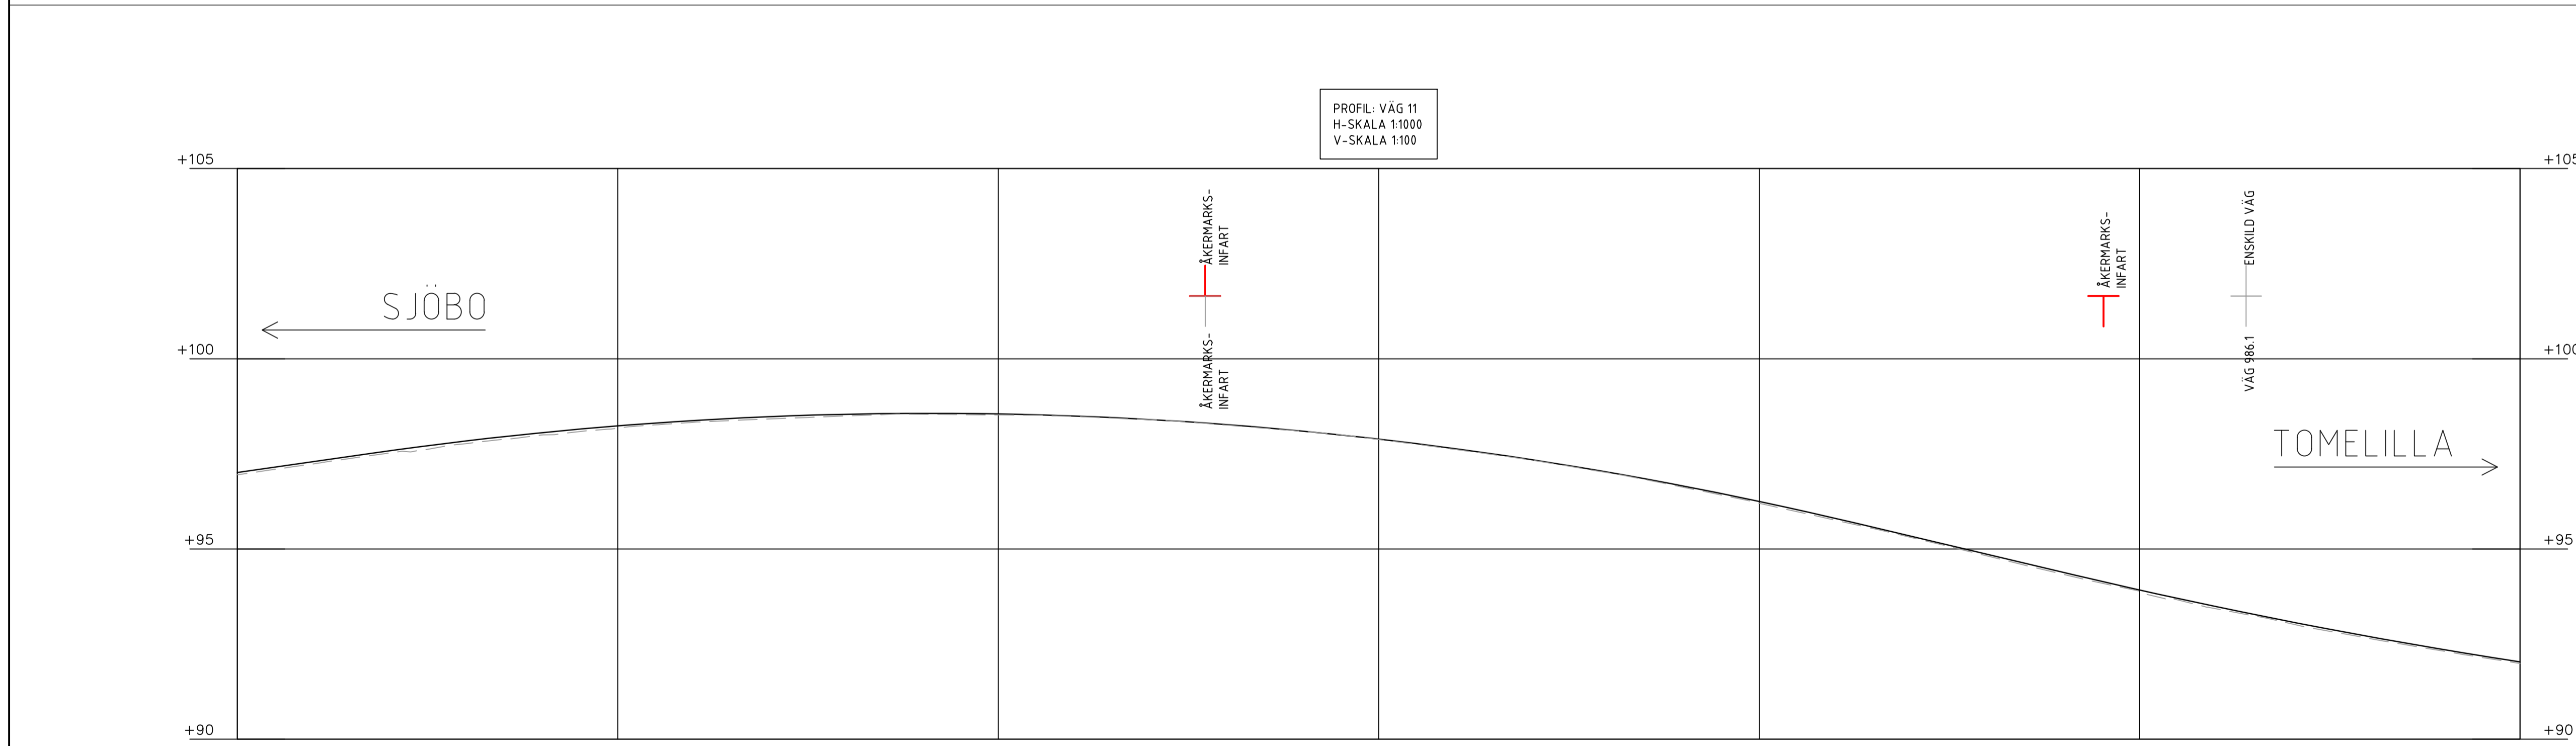 PROFIL: VÄG 11
H-SKALA 1:1000
V-SKALA 1:100
+105
+105
ÅKERMARKS-
INFART
ÅKERMARKS-
INFART
ENSKILD VÄG
SJÖBO
+100
+100
ÅKERMARKS-
INFART
VÄG 986.1
TOMELILLA
+95
+95
+90
+90